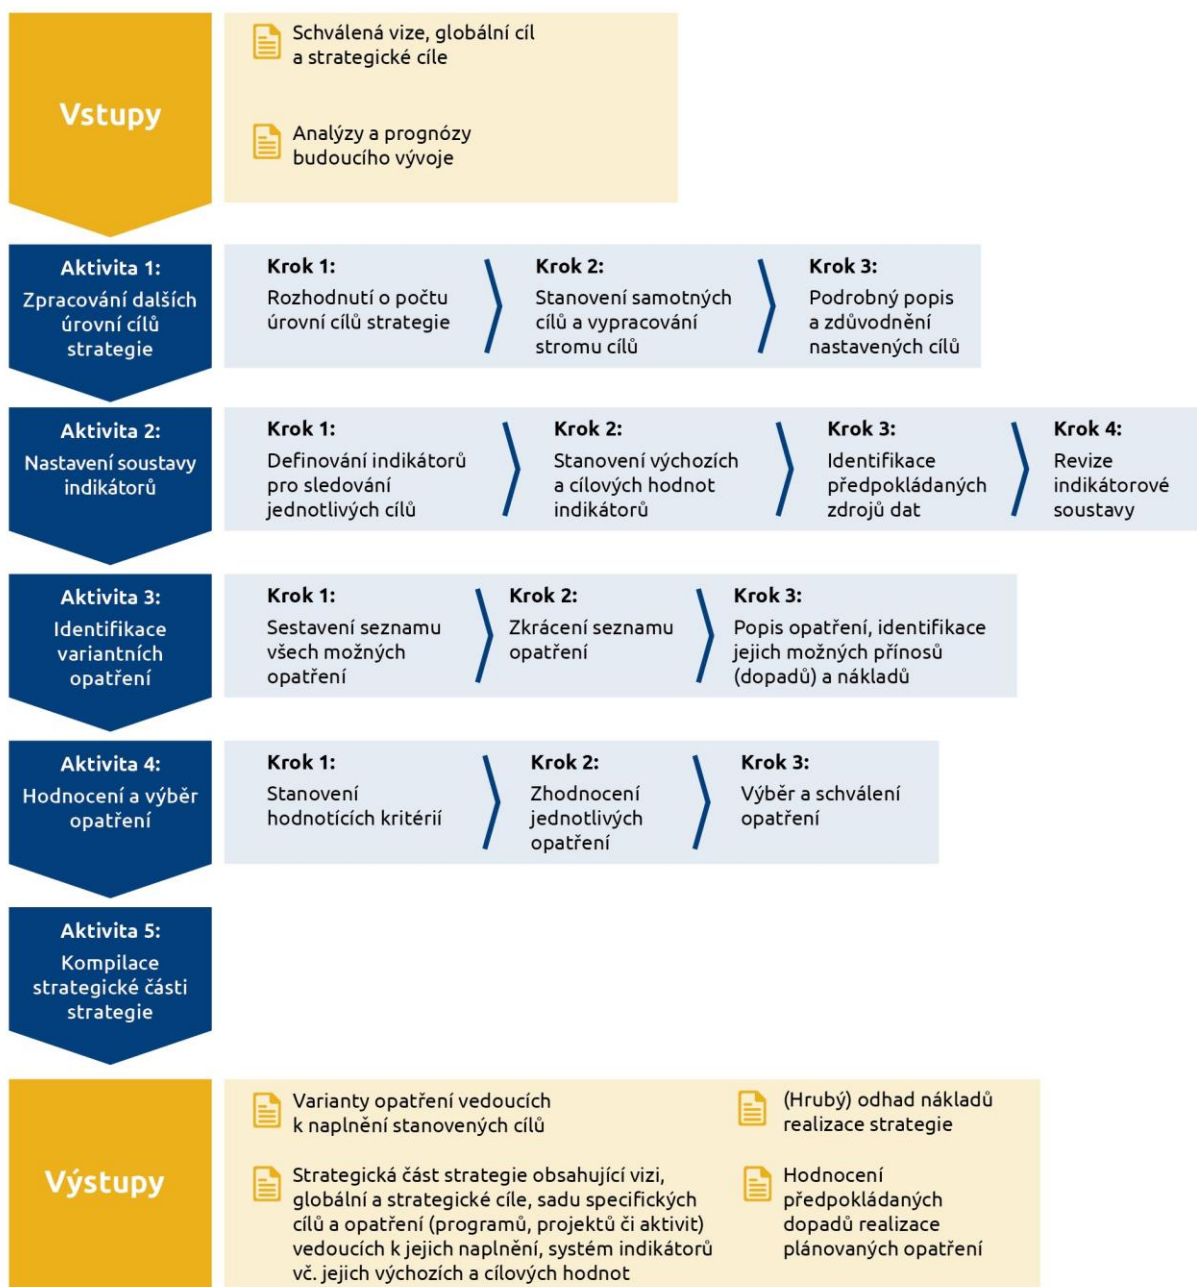 Vstupy
Schválená vize, globální cíl
a strategické cíle
Analýzy a prognózy
budoucího vývoje
Aktivita 1:
Zpracování dalších
úrovní cílů
strategie
Krok 1:
Rozhodnutí o počtu
úrovní cílů strategie
Krok 2:
Stanovení samotných
cílů a vypracování
stromu cílů
Krok 3:
Podrobný popis
a zdůvodnění
nastavených cílů
Aktivita 2:
Nastavení soustavy
indikátorů
Krok 1:
Definování indikátorů
pro sledování
jednotlivých cílů
Krok 2:
Stanovení výchozích
a cílových hodnot
indikátorů
Krok 3:
Identifikace
předpokládaných
zdrojů dat
Krok 4:
Revize
indikátorové
soustavy
Aktivita 3:
Identifikace
variantních
opatření
Krok 1:
Sestavení seznamu
všech možných
opatření
Krok 2:
Zkrácení seznamu
opatření
Krok 3:
Popis opatření, identifikace
jejich možných přínosů
(dopadů) a nákladů
Aktivita 4:
Hodnocení a výběr
opatření
Krok 1:
Stanovení
hodnotících kritérií
Krok 2:
Zhodnocení
jednotlivých
opatření
Krok 3:
Výběr a schválení
opatření
Aktivita 5:
Kompilace
strategické části
strategie
Výstupy
Varianty opatření vedoucích
k naplnění stanovených cílů
Strategická část strategie obsahující vizi,
globální a strategické cíle, sadu specifických
cílů a opatření (programů, projektů či aktivit)
vedoucích k jejich naplnění, systém indikátorů
vč. jejich výchozích a cílových hodnot
(Hrubý) odhad nákladů
realizace strategie
Hodnocení
předpokládaných
dopadů realizace
plánovaných opatření